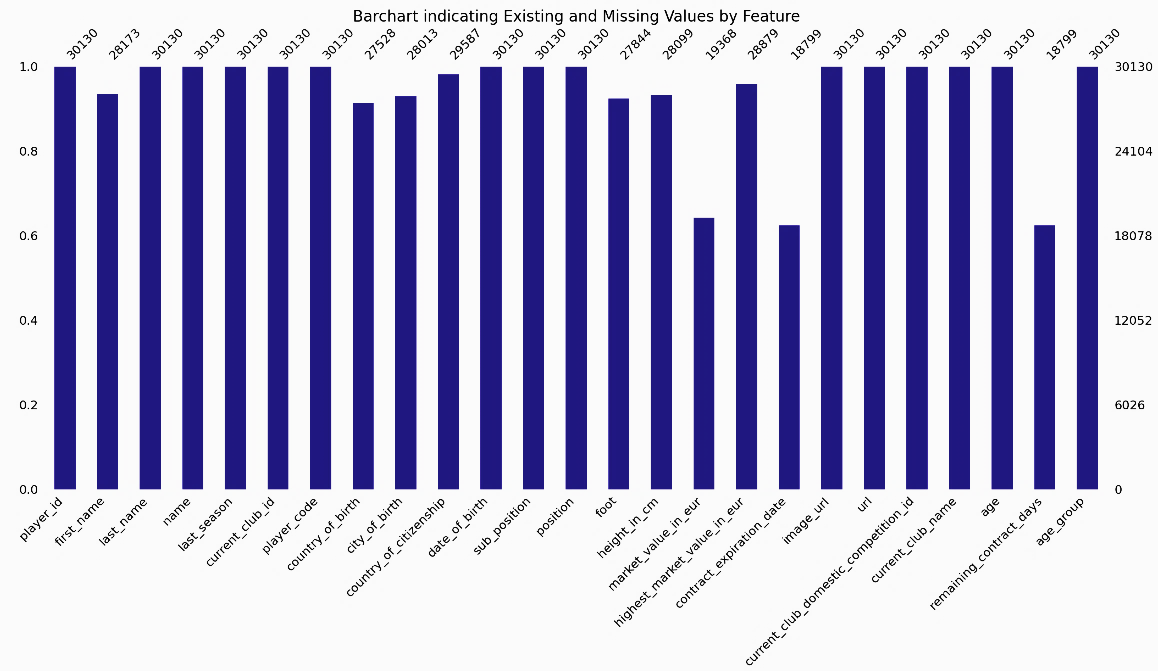 Barchart indicating Existing and Missing Values by Feature
30130 28173 30130 30130 30130 30130 30130 27528 28013 29587 30130 30130 30130 27844 28099 19368 28879 18799 30130 30130 30130 30130 30130 18799 30130
1.0 30130
0.8 24104
0.6 18078
0.4 12052
0.2 6026
0.0 0
player_id first_name last_name name last_season current_club_id player_code country_of_birth city_of_birth country_of_citizenship date_of_birth sub_position position foot height_in_cm market_value_in_eur highest_market_value_in_eur contract_expiration_date image_url url current_club_domestic_competition_id current_club_name age remaining_contract_days age_group